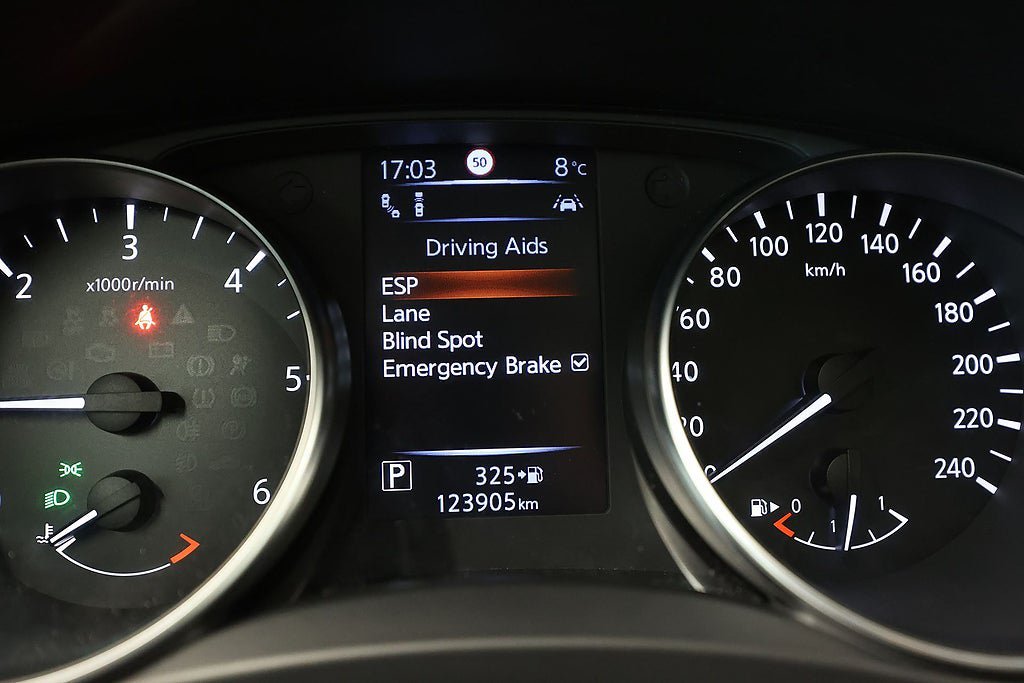 17:03 50 8°C
Driving Aids
ESP
Lane
Blind Spot
Emergency Brake
P
325
123905km
2
3
4
5
6
x1000r/min
40
60
80
100
120
140
160
180
200
220
240
km/h
0
1
1